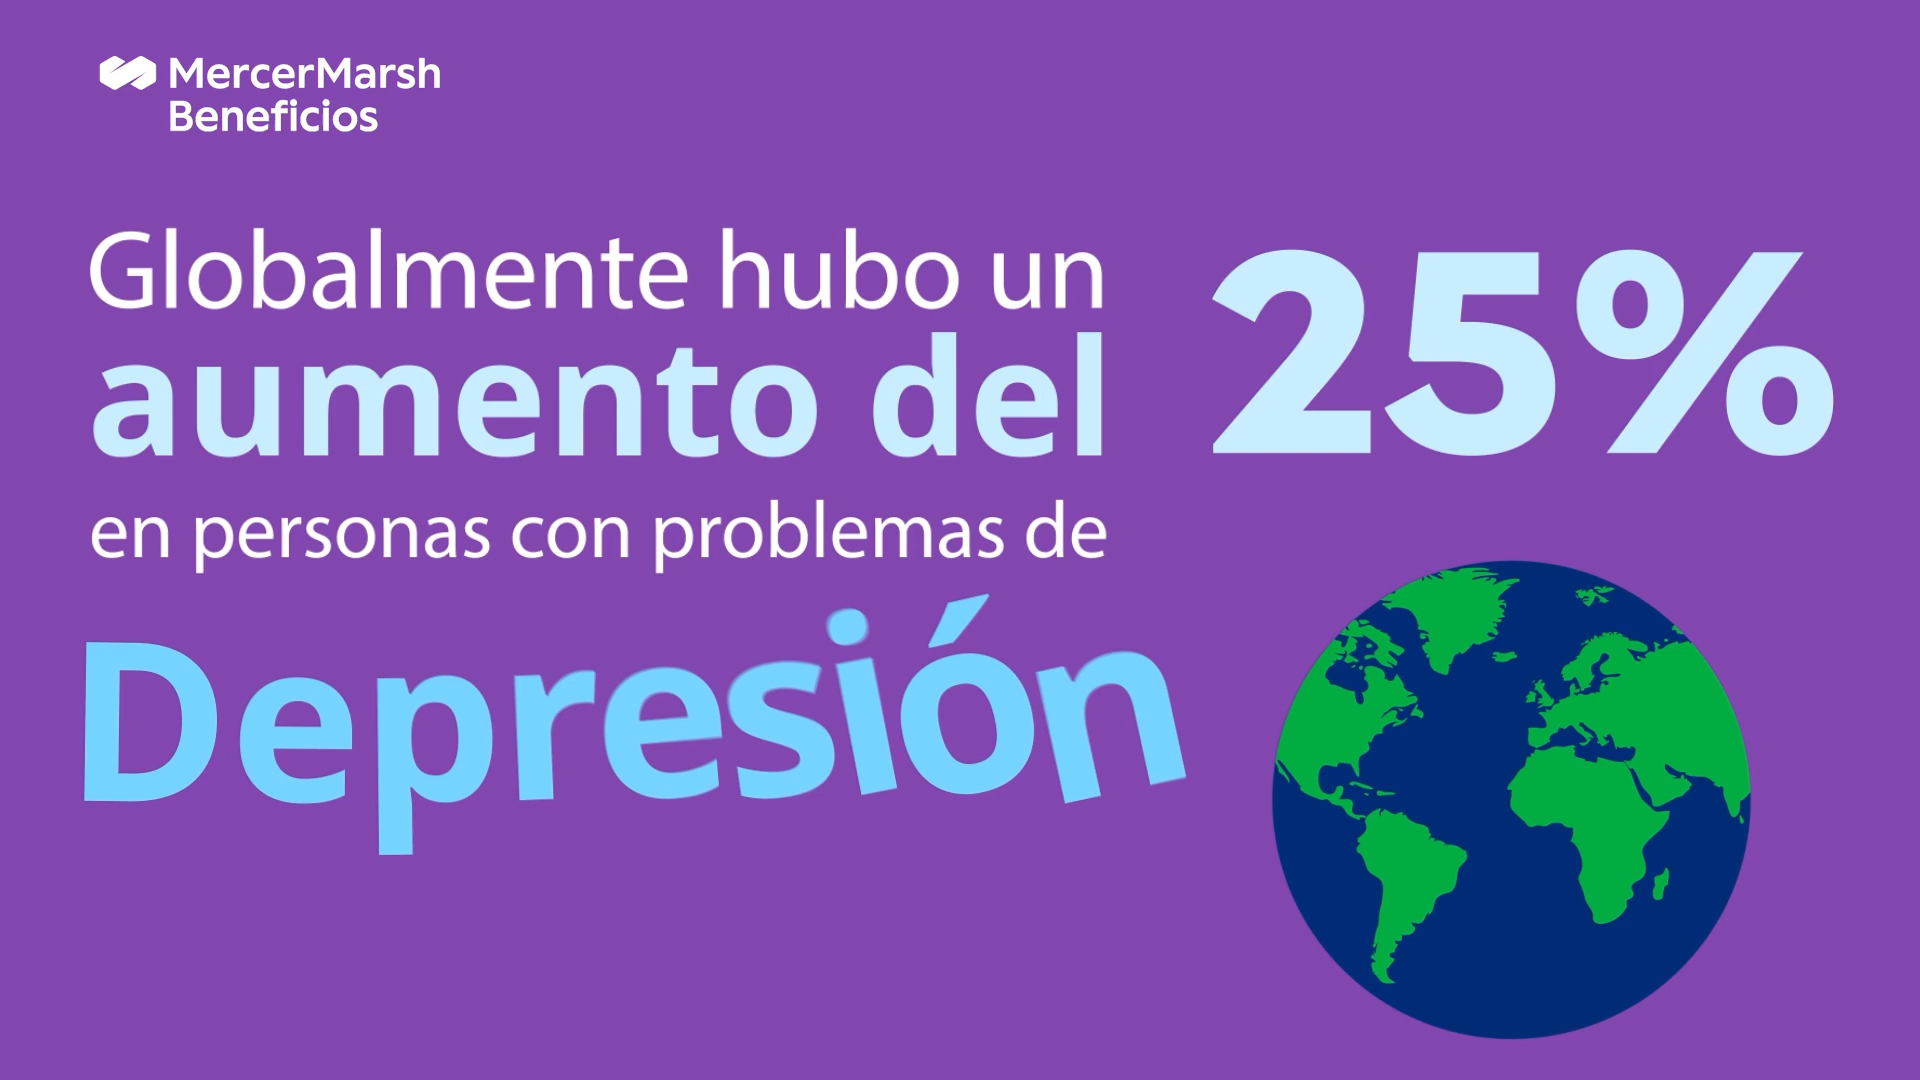 MercerMarsh
Beneficios
Globalmente hubo un
aumento del 25%
en personas con problemas de
Depresión